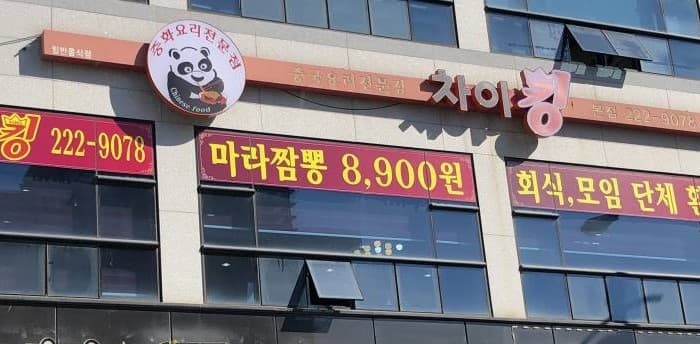 일반음식점
중화요리전문점
Chinese food
중국요리전문점
차이킹
본점 222-9078
킹 222-9078
마라짬뽕 8,900원
회식,모임 단체 환